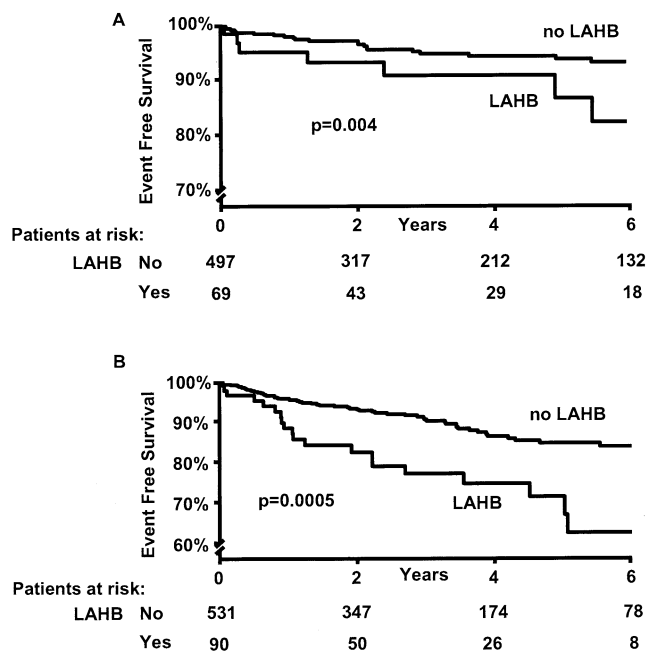 A
100%
90%
80%
70%
Event Free Survival
no LAHB
LAHB
p=0.004
0 2 Years 4 6
Patients at risk:
LAHB No 497 317 212 132
Yes 69 43 29 18
B
100%
90%
80%
70%
60%
Event Free Survival
no LAHB
LAHB
p=0.0005
0 2 Years 4 6
Patients at risk:
LAHB No 531 347 174 78
Yes 90 50 26 8